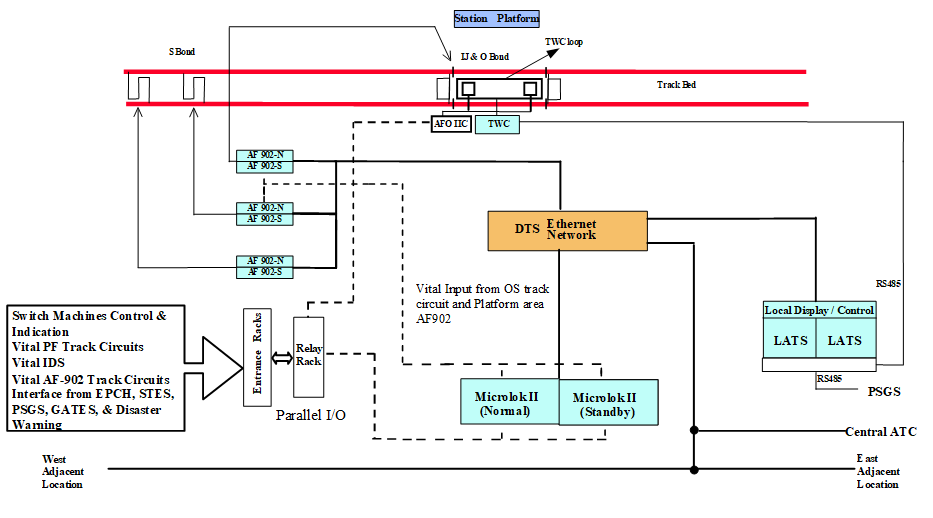 Station Platform
S Bond
IJ & O Bond
TWC loop
Track Bed
AFO IIC
TWC
AF 902-N
AF 902-S
AF 902-N
AF 902-S
AF 902-N
AF 902-S
DTS Ethernet
Network
RS485
Vital Input from OS track
circuit and Platform area
AF902
Switch Machines Control &
Indication
Vital PF Track Circuits
Vital IDS
Vital AF-902 Track Circuits
Interface from EPCH, STES,
PSGS, GATES, & Disaster
Warning
Entrance Racks
Relay
Rack
Parallel I/O
Local Display / Control
LATS
LATS
RS485
PSGS
Microlok II
(Normal)
Microlok II
(Standby)
Central ATC
West
Adjacent
Location
East
Adjacent
Location